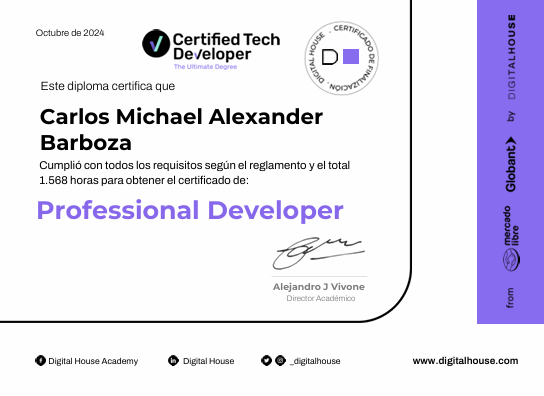 Octubre de 2024
Certified Tech
Developer
The Ultimate Degree
DIGITAL HOUSE · CERTIFICADO DE FINALIZACIÓN ·
D
Este diploma certifica que
Carlos Michael Alexander
Barboza
Cumplió con todos los requisitos según el reglamento y el total
1.568 horas para obtener el certificado de:
Professional Developer
Alejandro J Vivone
Director Académico
from mercado libre Globant by DIGITALHOUSE
Digital House Academy
Digital House
_digitalhouse
www.digitalhouse.com